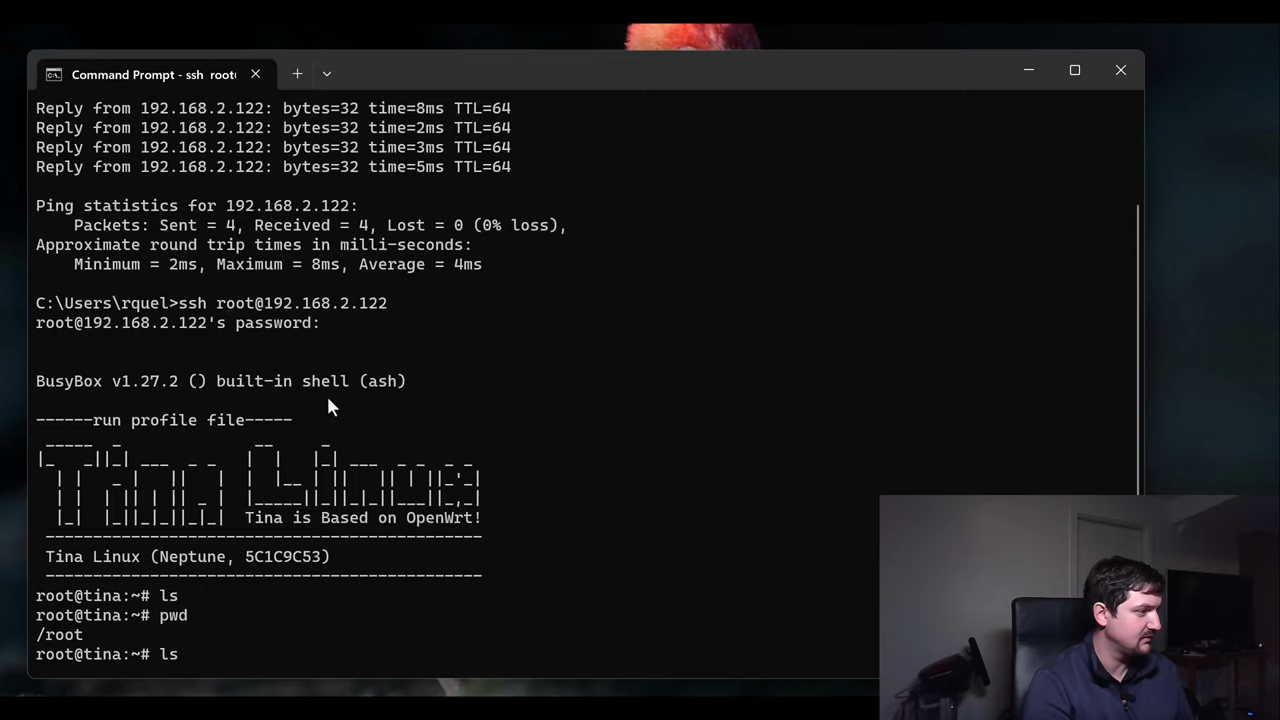 Command Prompt - ssh root
Reply from 192.168.2.122: bytes=32 time=8ms TTL=64
Reply from 192.168.2.122: bytes=32 time=2ms TTL=64
Reply from 192.168.2.122: bytes=32 time=3ms TTL=64
Reply from 192.168.2.122: bytes=32 time=5ms TTL=64
Ping statistics for 192.168.2.122:
Packets: Sent = 4, Received = 4, Lost = 0 (0% loss),
Approximate round trip times in milli-seconds:
Minimum = 2ms, Maximum = 8ms, Average = 4ms
C:\Users\rquel>ssh root@192.168.2.122
root@192.168.2.122's password:
BusyBox v1.27.2 () built-in shell (ash)
------run profile file-----
Tina Linux
Tina is Based on OpenWrt!
----------------------------------------------
Tina Linux (Neptune, 5C1C9C53)
----------------------------------------------
root@tina:~# ls
root@tina:~# pwd
/root
root@tina:~# ls